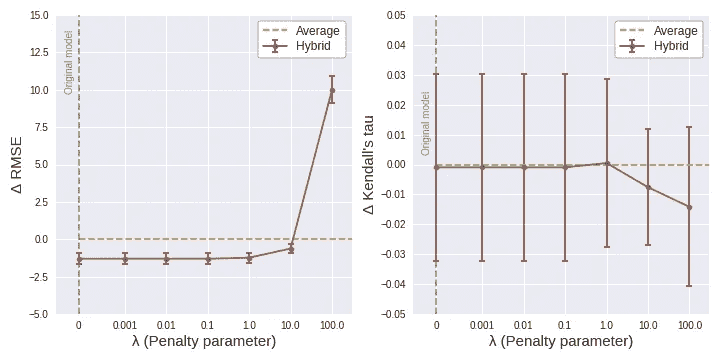 15.0
12.5
10.0
7.5
5.0
2.5
0.0
−2.5
−5.0
Δ RMSE
Original model
Average
Hybrid
0 0.001 0.01 0.1 1.0 10.0 100.0
λ (Penalty parameter)
0.05
0.04
0.03
0.02
0.01
0.00
−0.01
−0.02
−0.03
−0.04
−0.05
Δ Kendall's tau
Original model
Average
Hybrid
0 0.001 0.01 0.1 1.0 10.0 100.0
λ (Penalty parameter)